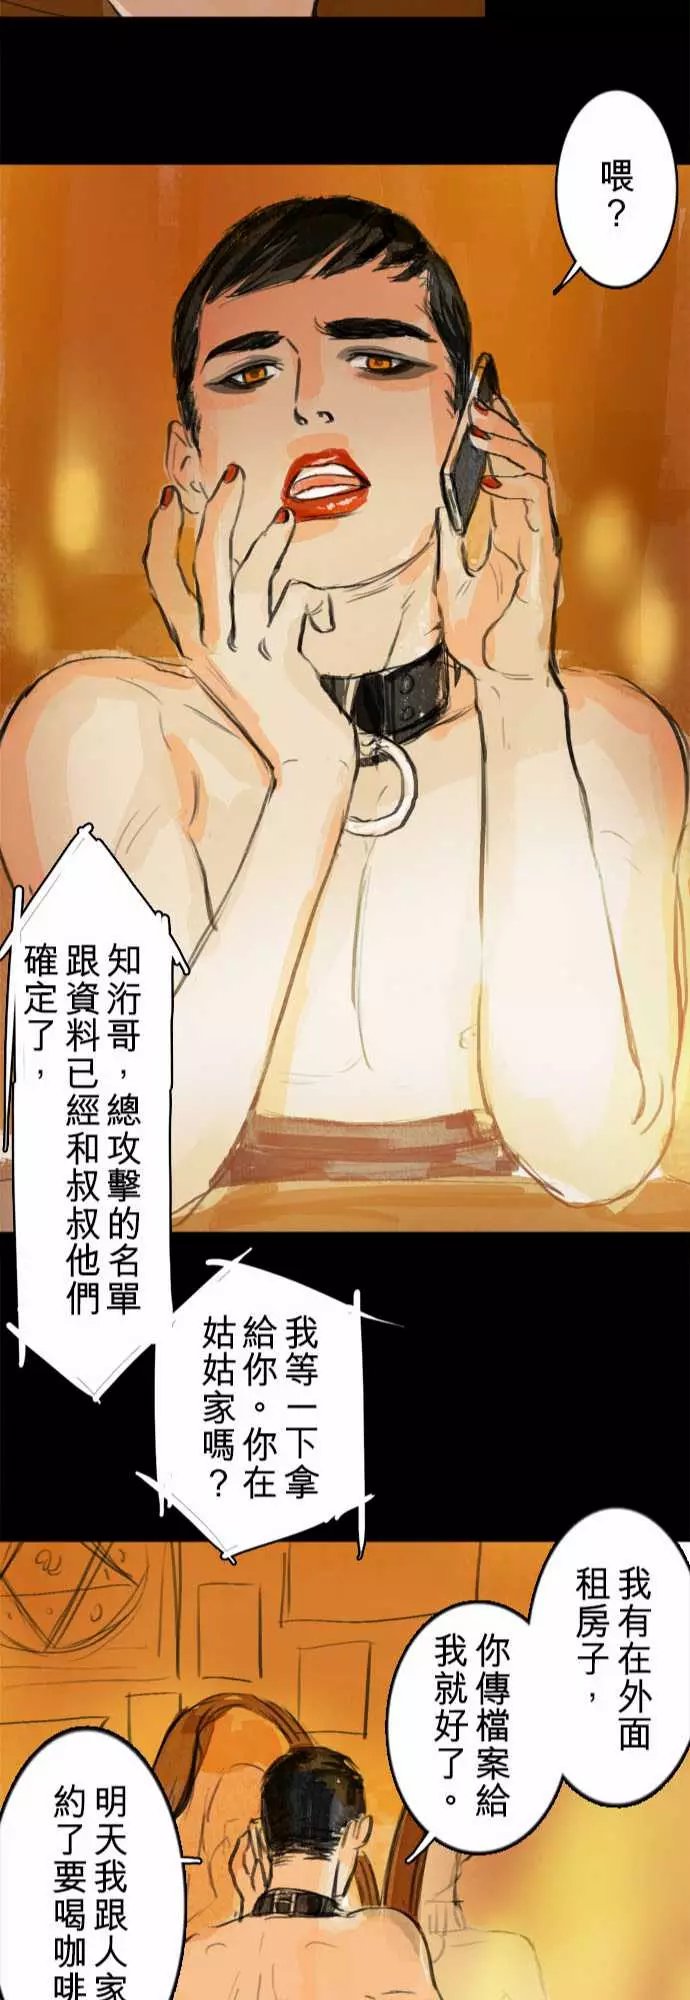 喂？
知洐哥，總攻擊的名單
跟資料已經和叔叔他們
確定了，
我等一下拿
給你。你在
姑姑家嗎？
我有在外面
租房子，
你傳檔案給
我就好了。
明天我跟人家
約了要喝咖啡